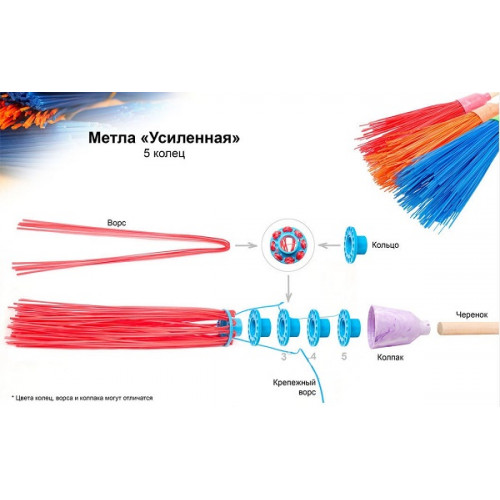 Метла «Усиленная»
5 колец
Ворс
Кольцо
Черенок
3 4 5
Колпак
Крепежный
ворс
* Цвета колец, ворса и колпака могут отличатся